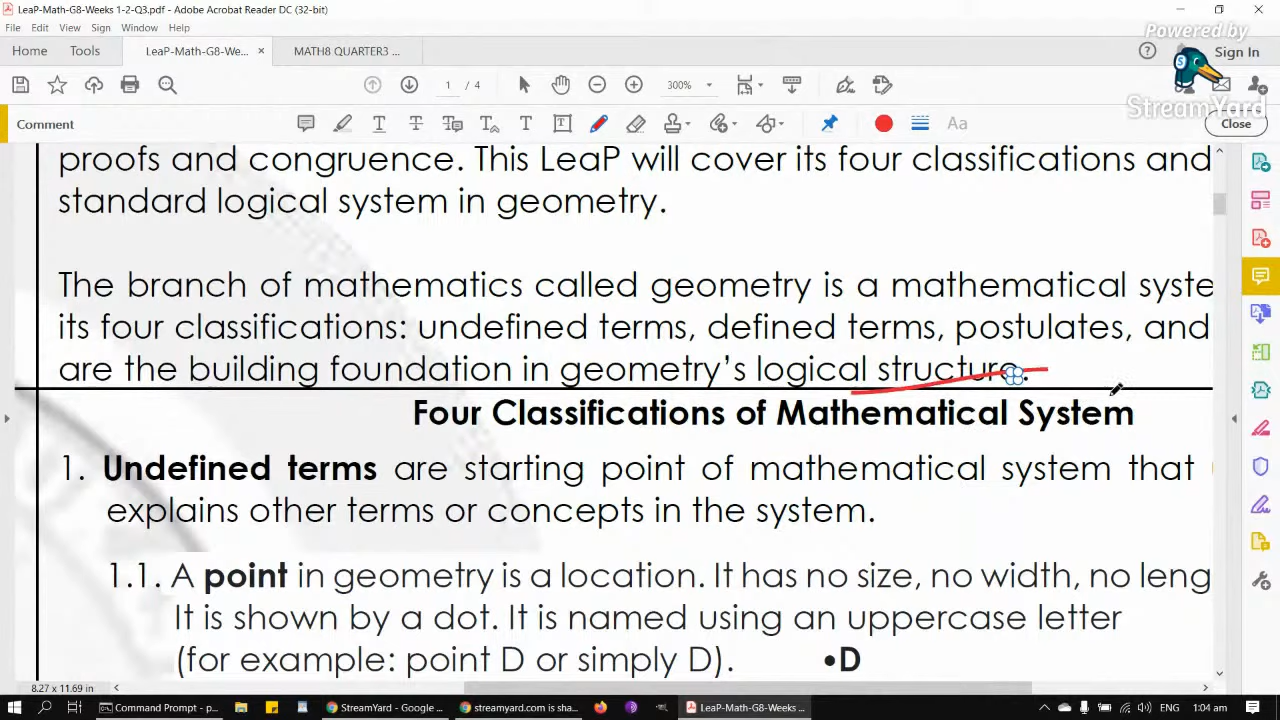 LeaP-Math-G8-Weeks 1-2-Q3.pdf - Adobe Acrobat Reader DC (32-bit)
File Edit View Sign Window Help
Home Tools LeaP-Math-G8-We... × MATH8 QUARTER3 ... Sign In
Powered by
StreamYard
1 / 4 300%
Comment Aa Close
proofs and congruence. This LeaP will cover its four classifications and
standard logical system in geometry.
The branch of mathematics called geometry is a mathematical syste
its four classifications: undefined terms, defined terms, postulates, and
are the building foundation in geometry's logical structure.
Four Classifications of Mathematical System
1. Undefined terms are starting point of mathematical system that
explains other terms or concepts in the system.
1.1. A point in geometry is a location. It has no size, no width, no leng
It is shown by a dot. It is named using an uppercase letter
(for example: point D or simply D). •D
8.27 x 11.69 in
Command Prompt - p... StreamYard - Google ... streamyard.com is sha... LeaP-Math-G8-Weeks ... ENG 1:04 am